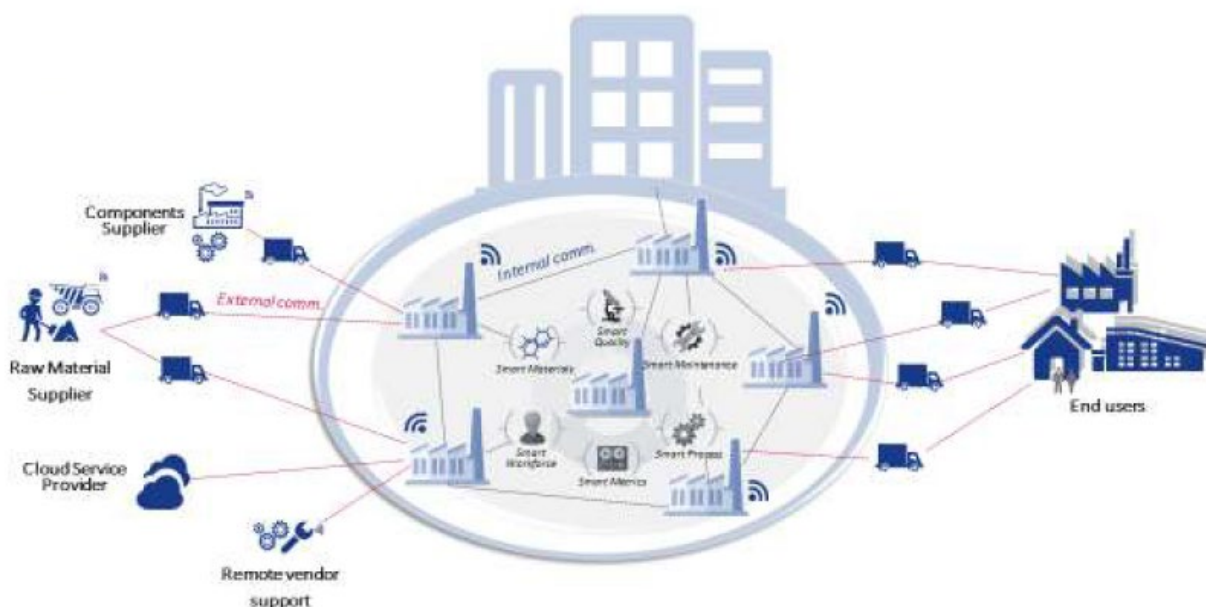 Components
Supplier
Internal comm.
External comm.
Raw Material
Supplier
Smart
Quality
Smart Materials
Smart Maintenance
End users
Cloud Service
Provider
Smart
Workforce
Smart Process
Smart Metrics
Remote vendor
support